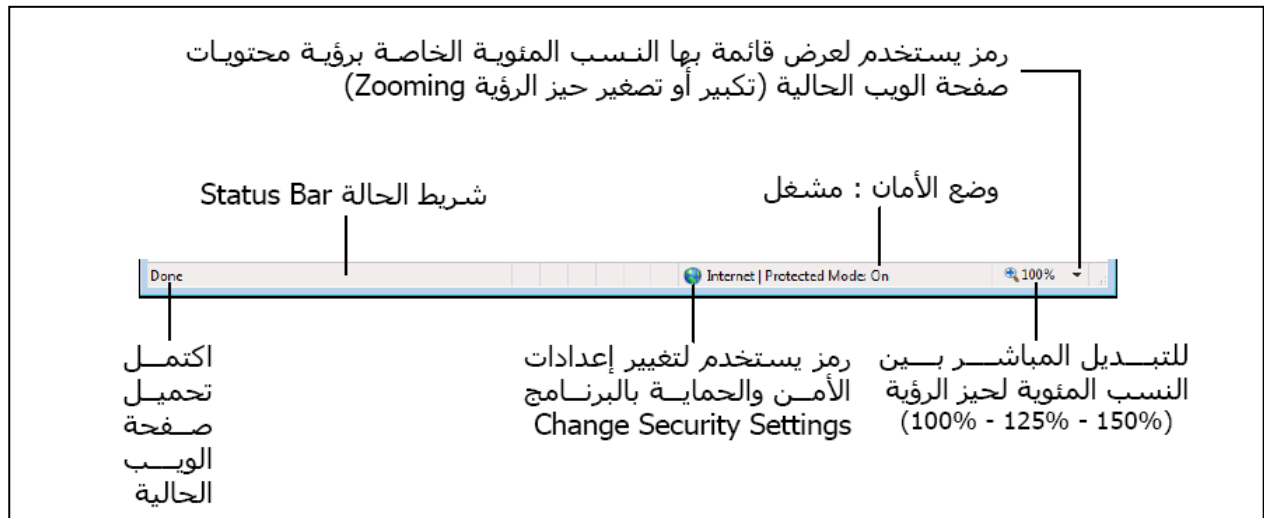 رمز يستخدم لعرض قائمة بها النسب المئوية الخاصة برؤية محتويات
صفحة الويب الحالية (تكبير أو تصغير حيز الرؤية Zooming)
وضع الأمان : مشغل
شريط الحالة Status Bar
Done
Internet | Protected Mode: On
100%
للتبديل المباشر بين
النسب المئوية لحيز الرؤية
(100% - 125% - 150%)
رمز يستخدم لتغيير إعدادات
الأمن والحماية بالبرنامج
Change Security Settings
اكتمل
تحميل
صفحة
الويب
الحالية